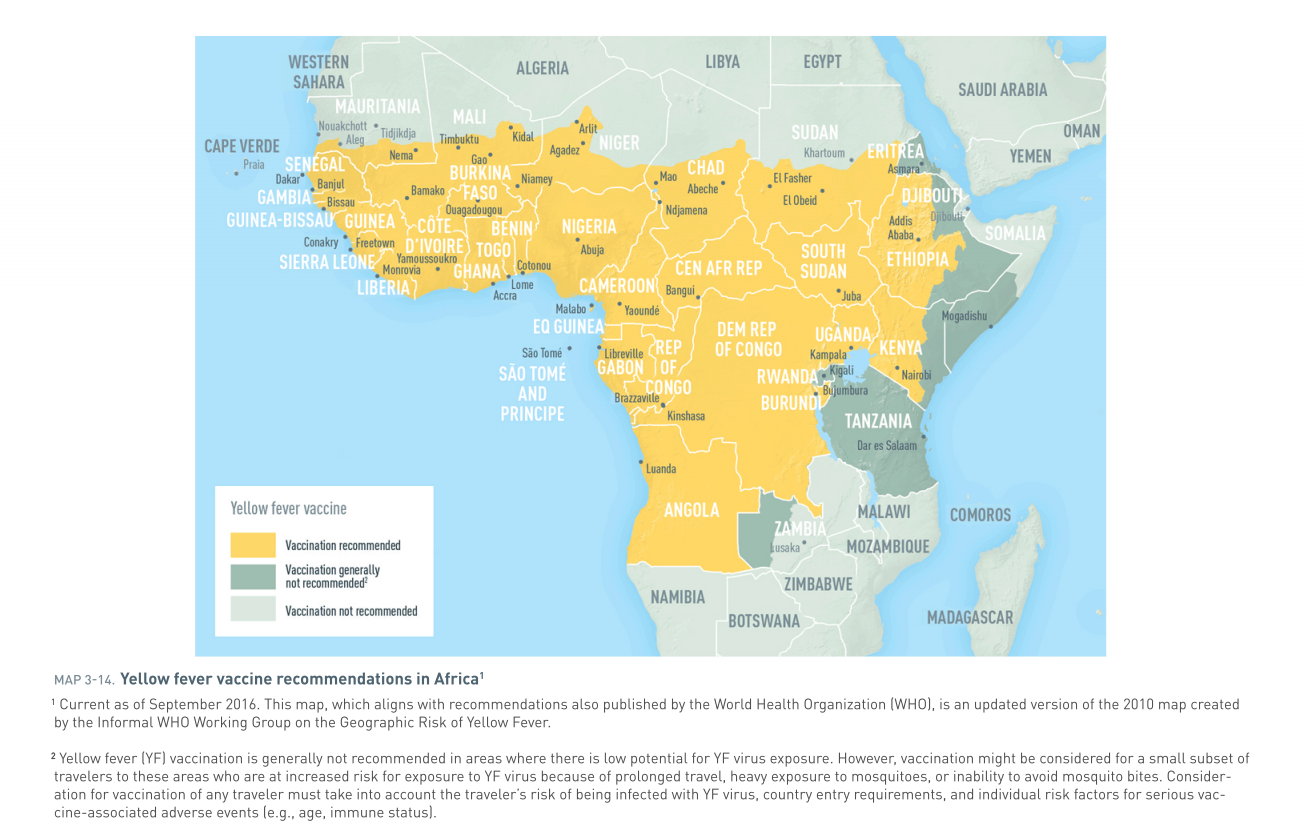 WESTERN
SAHARA
ALGERIA
LIBYA
EGYPT
SAUDI ARABIA
MAURITANIA
MALI
Nouakchott
Tidjikdja
Aleg
Timbuktu
Kidal
Arlit
NIGER
SUDAN
OMAN
CAPE VERDE
Praia
Nema
Gao
Agadez
Khartoum
ERITREA
YEMEN
SENEGAL
BURKINA
FASO
CHAD
Asmara
Dakar
Banjul
Niamey
Mao
Abeche
El Fasher
GAMBIA
Bissau
Bamako
Ouagadougou
Ndjamena
El Obeid
DJIBOUTI
Djibouti
GUINEA-BISSAU
GUINEA
CÔTE
D'IVOIRE
BENIN
NIGERIA
Addis
Ababa
SOMALIA
Conakry
Freetown
Yamoussoukro
TOGO
Abuja
SOUTH
SUDAN
ETHIOPIA
SIERRA LEONE
Monrovia
GHANA
Cotonou
CEN AFR REP
LIBERIA
Lome
Accra
CAMEROON
Bangui
Juba
Malabo
Yaoundé
Mogadishu
EQ GUINEA
DEM REP
OF CONGO
UGANDA
KENYA
São Tomé
Libreville
REP
OF
CONGO
Kampala
GABON
SÃO TOMÉ
AND
PRINCIPE
RWANDA
Kigali
Nairobi
Brazzaville
Bujumbura
BURUNDI
Kinshasa
TANZANIA
Dar es Salaam
Luanda
ANGOLA
ZAMBIA
Lusaka
MALAWI
COMOROS
MOZAMBIQUE
NAMIBIA
ZIMBABWE
BOTSWANA
MADAGASCAR
Yellow fever vaccine
Vaccination recommended
Vaccination generally
not recommended²
Vaccination not recommended
MAP 3-14. Yellow fever vaccine recommendations in Africa¹
¹ Current as of September 2016. This map, which aligns with recommendations also published by the World Health Organization (WHO), is an updated version of the 2010 map created
by the Informal WHO Working Group on the Geographic Risk of Yellow Fever.
² Yellow fever (YF) vaccination is generally not recommended in areas where there is low potential for YF virus exposure. However, vaccination might be considered for a small subset of
travelers to these areas who are at increased risk for exposure to YF virus because of prolonged travel, heavy exposure to mosquitoes, or inability to avoid mosquito bites. Consider-
ation for vaccination of any traveler must take into account the traveler's risk of being infected with YF virus, country entry requirements, and individual risk factors for serious vac-
cine-associated adverse events (e.g., age, immune status).